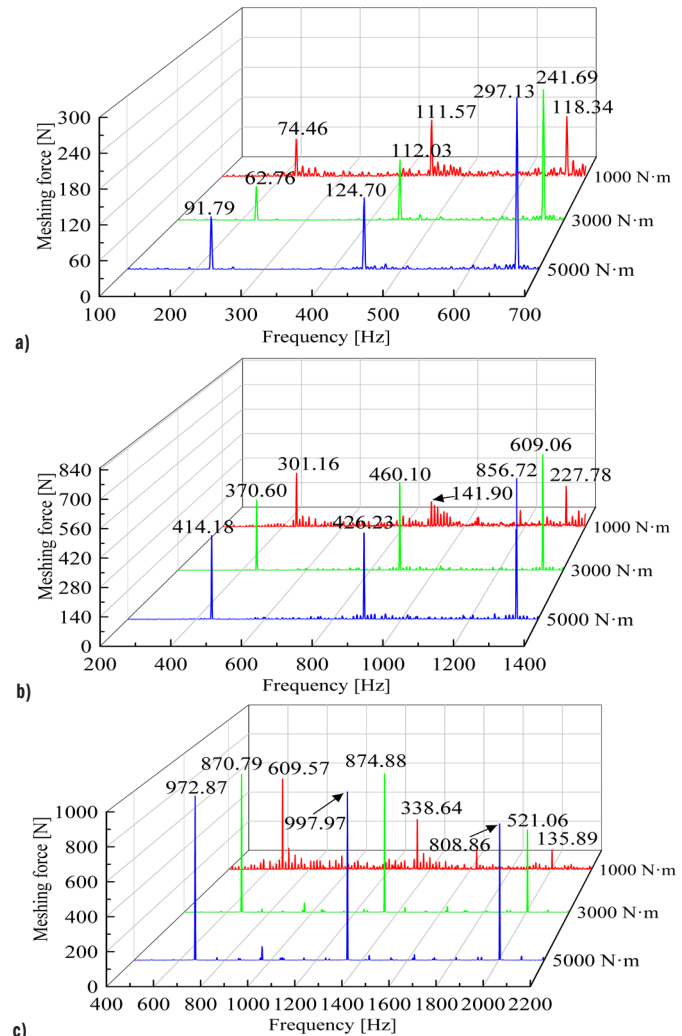 241.69
297.13
118.34
300
111.57
74.46
240
112.03
1000 N·m
180
62.76
124.70
91.79
3000 N·m
120
60
5000 N·m
0
Meshing force [N]
100 200 300 400 500 600 700
Frequency [Hz]
a)
609.06
840
301.16
460.10
856.72
227.78
700
370.60
141.90
560
414.18
426.23
1000 N·m
420
3000 N·m
280
140
5000 N·m
0
Meshing force [N]
200 400 600 800 1000 1200 1400
Frequency [Hz]
b)
870.79
609.57
874.88
972.87
1000
997.97
338.64
521.06
808.86
135.89
800
1000 N·m
600
3000 N·m
400
200
5000 N·m
0
Meshing force [N]
400 600 800 1000 1200 1400 1600 1800 2000 2200
Frequency [Hz]
c)